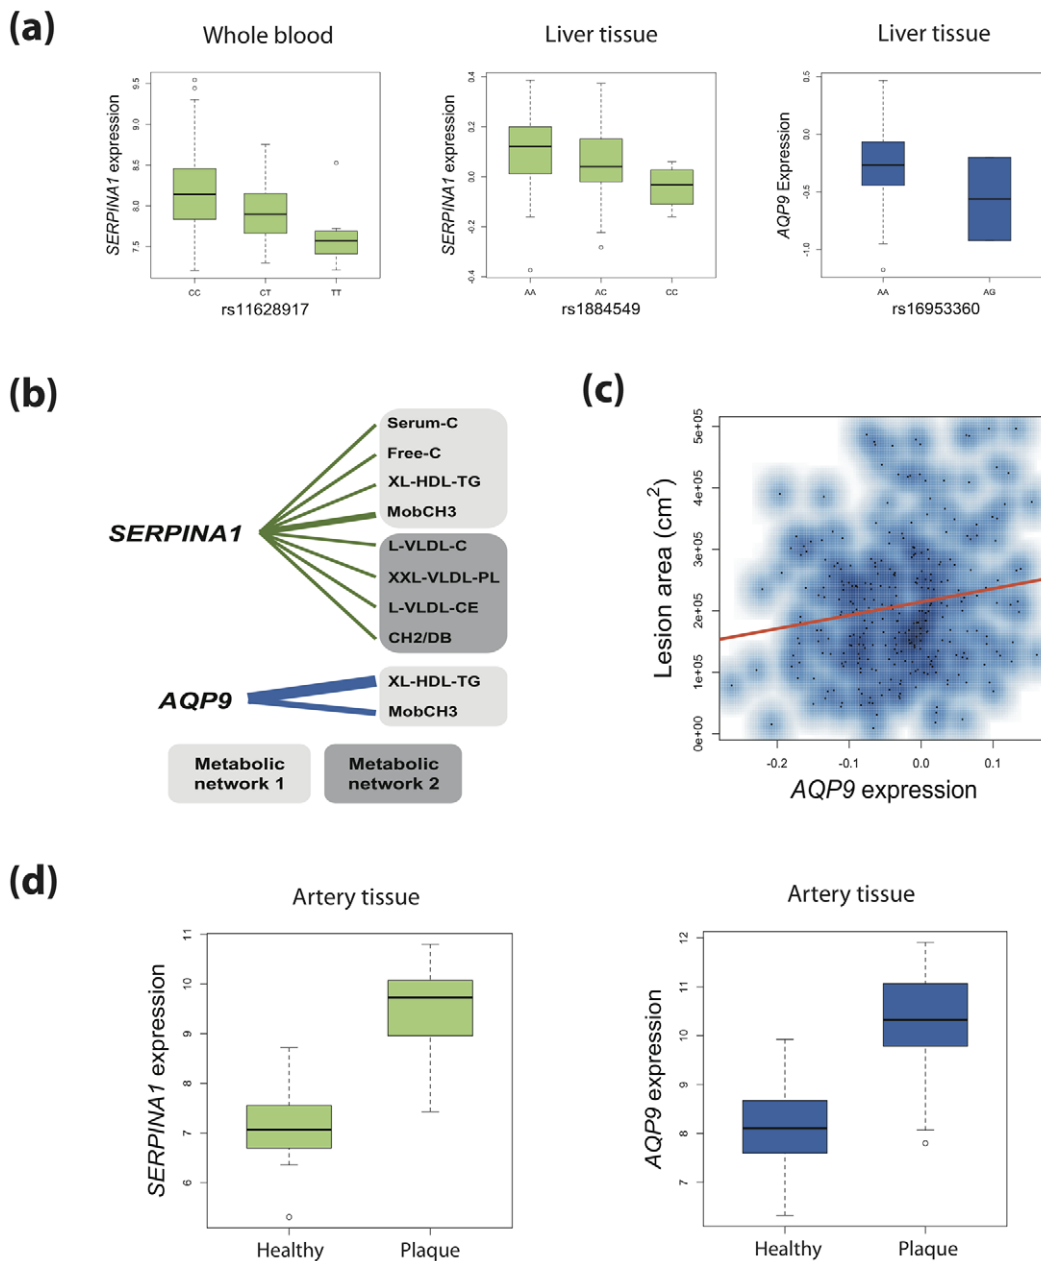 (a)
Whole blood
Liver tissue
Liver tissue
SERPINA1 expression
9.5
8.5
8.0
7.5
CC
CT
TT
rs11628917
SERPINA1 expression
0.4
0.2
0.0
-0.2
-0.4
AA
AC
CC
rs1884549
AQP9 Expression
0.5
0.0
-0.5
-1.0
AA
AG
rs16953360
(b)
SERPINA1
Serum-C
Free-C
XL-HDL-TG
MobCH3
L-VLDL-C
XXL-VLDL-PL
L-VLDL-CE
CH2/DB
AQP9
XL-HDL-TG
MobCH3
Metabolic
network 1
Metabolic
network 2
(c)
Lesion area (cm2)
5e+05
4e+05
3e+05
2e+05
1e+05
0e+00
-0.2
-0.1
0.0
0.1
AQP9 expression
(d)
Artery tissue
SERPINA1 expression
11
10
9
8
7
6
Healthy
Plaque
Artery tissue
AQP9 expression
12
11
10
9
8
7
Healthy
Plaque